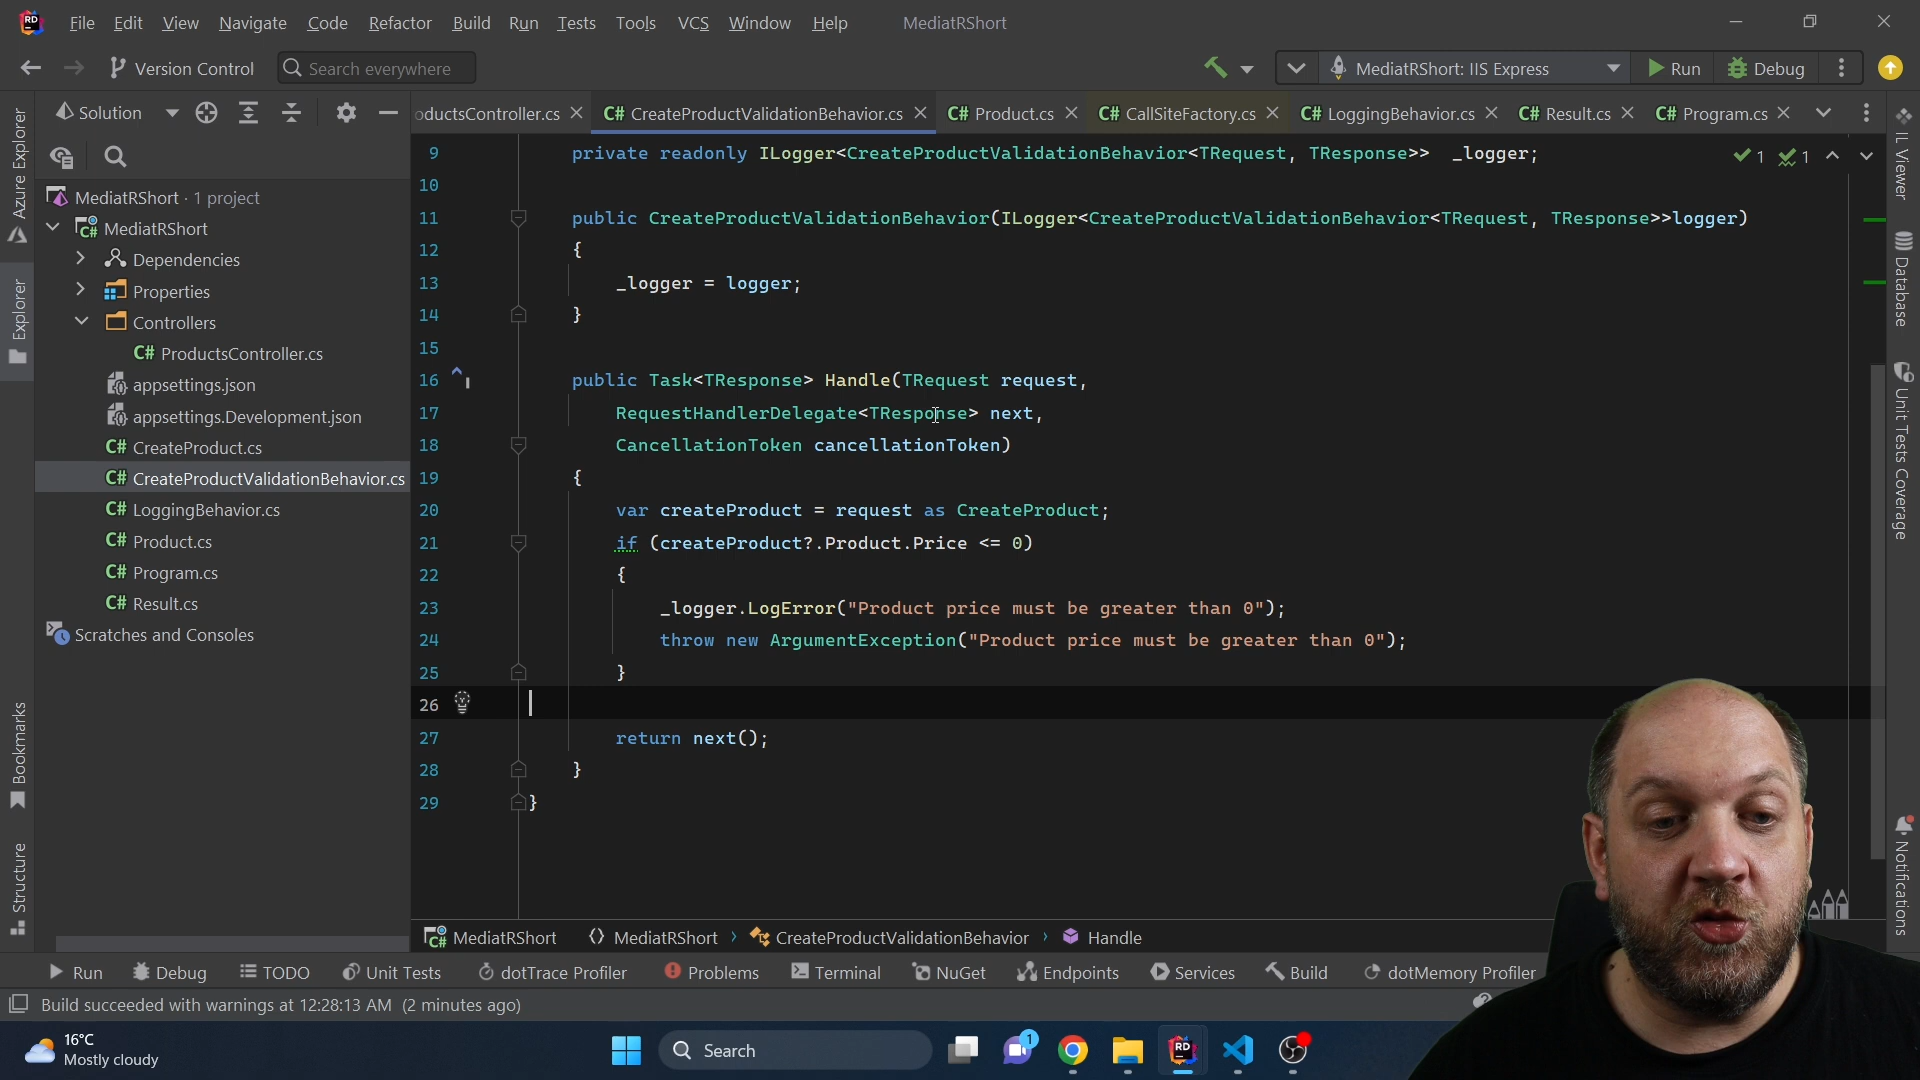 File Edit View Navigate Code Refactor Build Run Tests Tools VCS Window Help MediatRShort
Version Control Search everywhere MediatRShort: IIS Express Run Debug
Solution
oductsController.cs CreateProductValidationBehavior.cs Product.cs CallSiteFactory.cs LoggingBehavior.cs Result.cs Program.cs
MediatRShort · 1 project
MediatRShort
Dependencies
Properties
Controllers
C# ProductsController.cs
appsettings.json
appsettings.Development.json
C# CreateProduct.cs
C# CreateProductValidationBehavior.cs
C# LoggingBehavior.cs
C# Product.cs
C# Program.cs
C# Result.cs
Scratches and Consoles
Azure Explorer
Explorer
Bookmarks
Structure
9 private readonly ILogger<CreateProductValidationBehavior<TRequest, TResponse>> _logger;
10
11 public CreateProductValidationBehavior(ILogger<CreateProductValidationBehavior<TRequest, TResponse>>logger)
12 {
13 _logger = logger;
14 }
15
16 public Task<TResponse> Handle(TRequest request,
17 RequestHandlerDelegate<TResponse> next,
18 CancellationToken cancellationToken)
19 {
20 var createProduct = request as CreateProduct;
21 if (createProduct?.Product.Price <= 0)
22 {
23 _logger.LogError("Product price must be greater than 0");
24 throw new ArgumentException("Product price must be greater than 0");
25 }
26
27 return next();
28 }
29 }
1 1
IL Viewer
Database
Unit Tests Coverage
Notifications
MediatRShort MediatRShort CreateProductValidationBehavior Handle
Run Debug TODO Unit Tests dotTrace Profiler Problems Terminal NuGet Endpoints Services Build dotMemory Profiler
Build succeeded with warnings at 12:28:13 AM (2 minutes ago)
16°C
Mostly cloudy
Search
1
RD